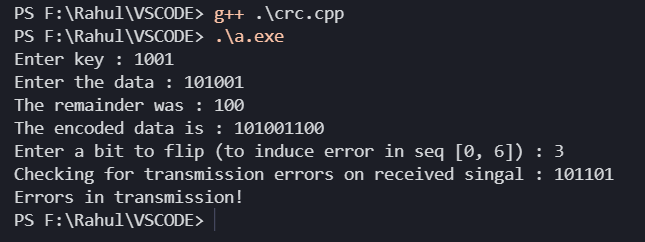 PS F:\Rahul\VSCODE> g++ .\crc.cpp
PS F:\Rahul\VSCODE> .\a.exe
Enter key : 1001
Enter the data : 101001
The remainder was : 100
The encoded data is : 101001100
Enter a bit to flip (to induce error in seq [0, 6]) : 3
Checking for transmission errors on received singal : 101101
Errors in transmission!
PS F:\Rahul\VSCODE>